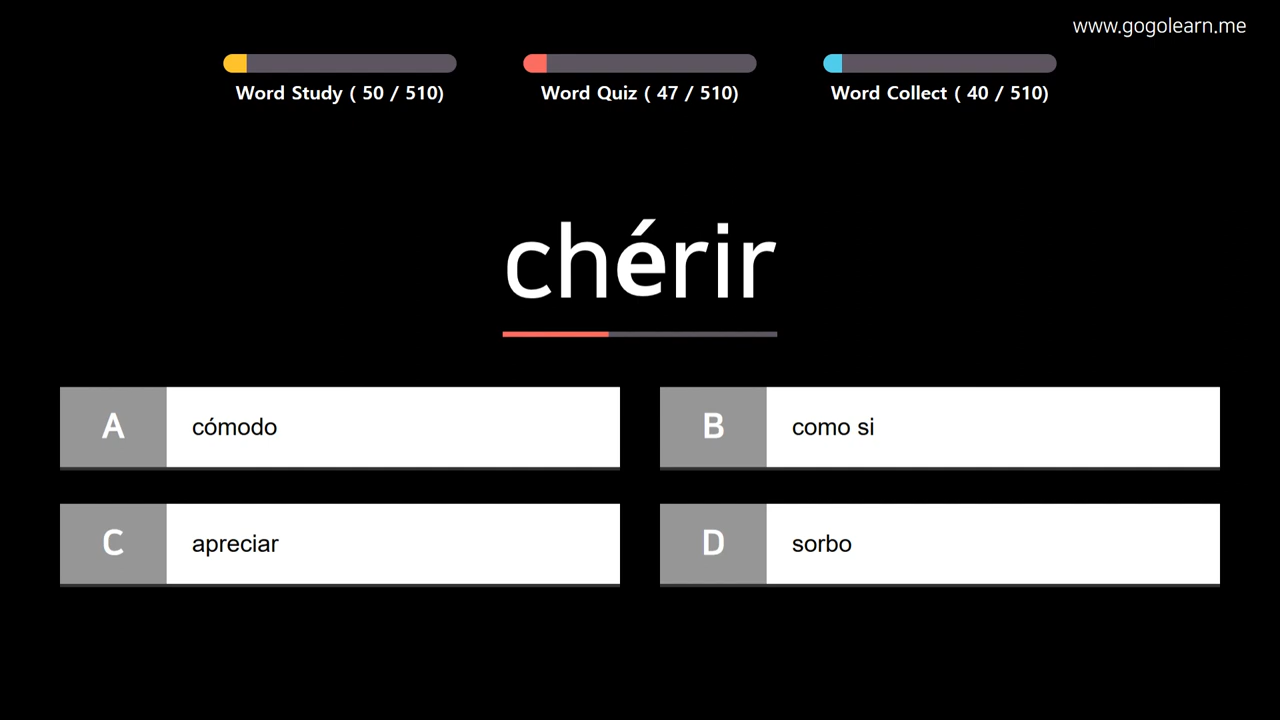 www.gogolearn.me
Word Study ( 50 / 510)
Word Quiz ( 47 / 510)
Word Collect ( 40 / 510)
chérir
A cómodo
B como si
C apreciar
D sorbo